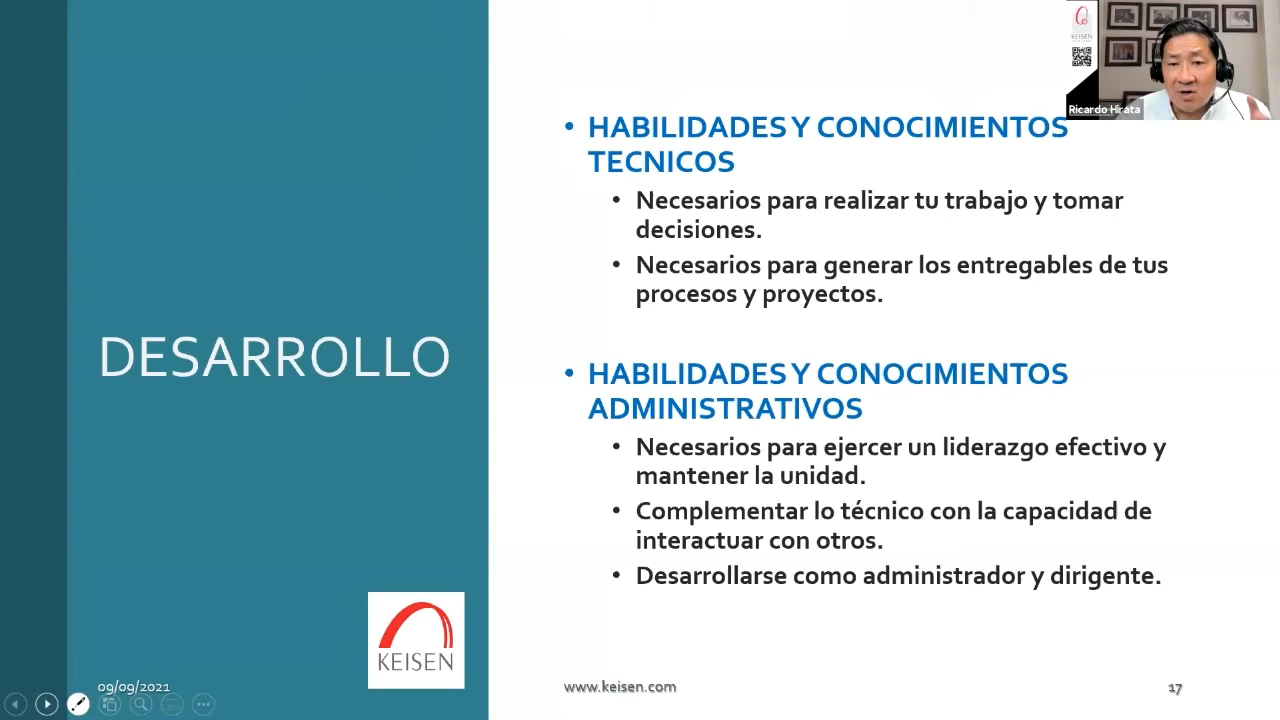 KEISEN
Ricardo Hirata
• HABILIDADES Y CONOCIMIENTOS
TECNICOS
• Necesarios para realizar tu trabajo y tomar
decisiones.
• Necesarios para generar los entregables de tus
procesos y proyectos.
DESARROLLO
• HABILIDADES Y CONOCIMIENTOS
ADMINISTRATIVOS
• Necesarios para ejercer un liderazgo efectivo y
mantener la unidad.
• Complementar lo técnico con la capacidad de
interactuar con otros.
• Desarrollarse como administrador y dirigente.
KEISEN
09/09/2021
www.keisen.com
17